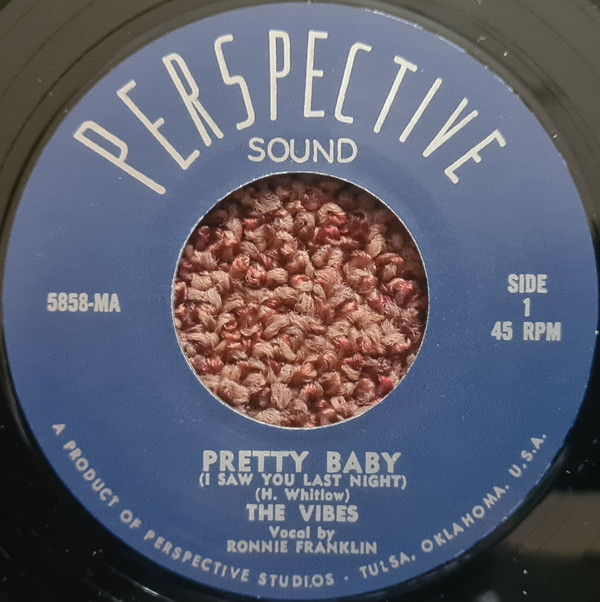 PERSPECTIVE
SOUND
5858-MA
SIDE
1
45 RPM
PRETTY BABY
(I SAW YOU LAST NIGHT)
(H. Whitlow)
THE VIBES
Vocal by
RONNIE FRANKLIN
A PRODUCT OF PERSPECTIVE STUDIOS - TULSA, OKLAHOMA, U.S.A.